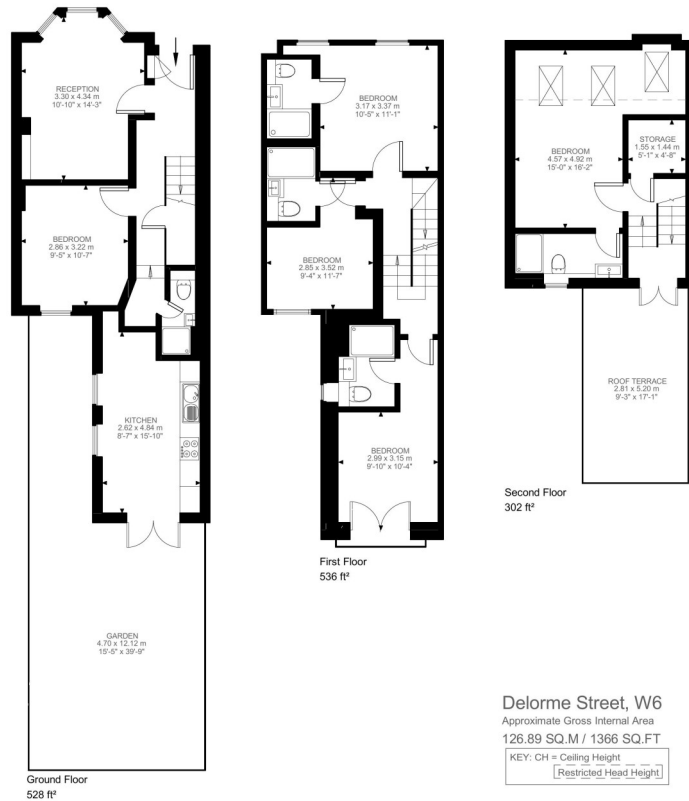 RECEPTION
3.30 x 4.34 m
10'-10" x 14'-3"
BEDROOM
2.86 x 3.22 m
9'-5" x 10'-7"
KITCHEN
2.62 x 4.84 m
8'-7" x 15'-10"
GARDEN
4.70 x 12.12 m
15'-5" x 39'-9"
Ground Floor
528 ft²
BEDROOM
3.17 x 3.37 m
10'-5" x 11'-1"
BEDROOM
2.85 x 3.52 m
9'-4" x 11'-7"
BEDROOM
2.99 x 3.15 m
9'-10" x 10'-4"
First Floor
536 ft²
BEDROOM
4.57 x 4.92 m
15'-0" x 16'-2"
STORAGE
1.55 x 1.44 m
5'-1" x 4'-8"
ROOF TERRACE
2.81 x 5.20 m
9'-3" x 17'-1"
Second Floor
302 ft²
Delorme Street, W6
Approximate Gross Internal Area
126.89 SQ.M / 1366 SQ.FT
KEY: CH = Ceiling Height
Restricted Head Height